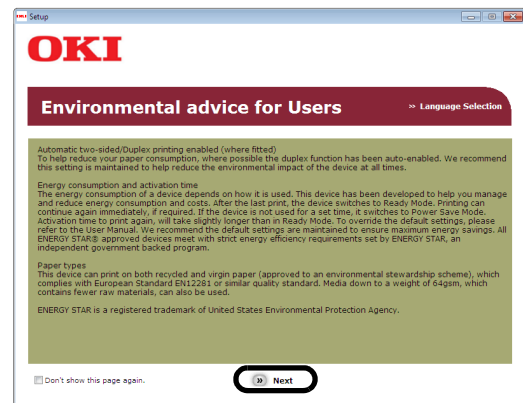 OKI Setup
OKI
Environmental advice for Users
» Language Selection
Automatic two-sided/Duplex printing enabled (where fitted)
To help reduce your paper consumption, where possible the duplex function has been auto-enabled. We recommend
this setting is maintained to help reduce the environmental impact of the device at all times.
Energy consumption and activation time
The energy consumption of a device depends on how it is used. This device has been developed to help you manage
and reduce energy consumption and costs. After the last print, the device switches to Ready Mode. Printing can
continue again immediately, if required. If the device is not used for a set time, it switches to Power Save Mode.
Activation time to print again, will take slightly longer than in Ready Mode. To override the default settings, please
refer to the User Manual. We recommend the default settings are maintained to ensure maximum energy savings. All
ENERGY STAR® approved devices meet with strict energy efficiency requirements set by ENERGY STAR, an
independent government backed program.
Paper types
This device can print on both recycled and virgin paper (approved to an environmental stewardship scheme), which
complies with European Standard EN12281 or similar quality standard. Media down to a weight of 64gsm, which
contains fewer raw materials, can also be used.
ENERGY STAR is a registered trademark of United States Environmental Protection Agency.
Don't show this page again.
» Next